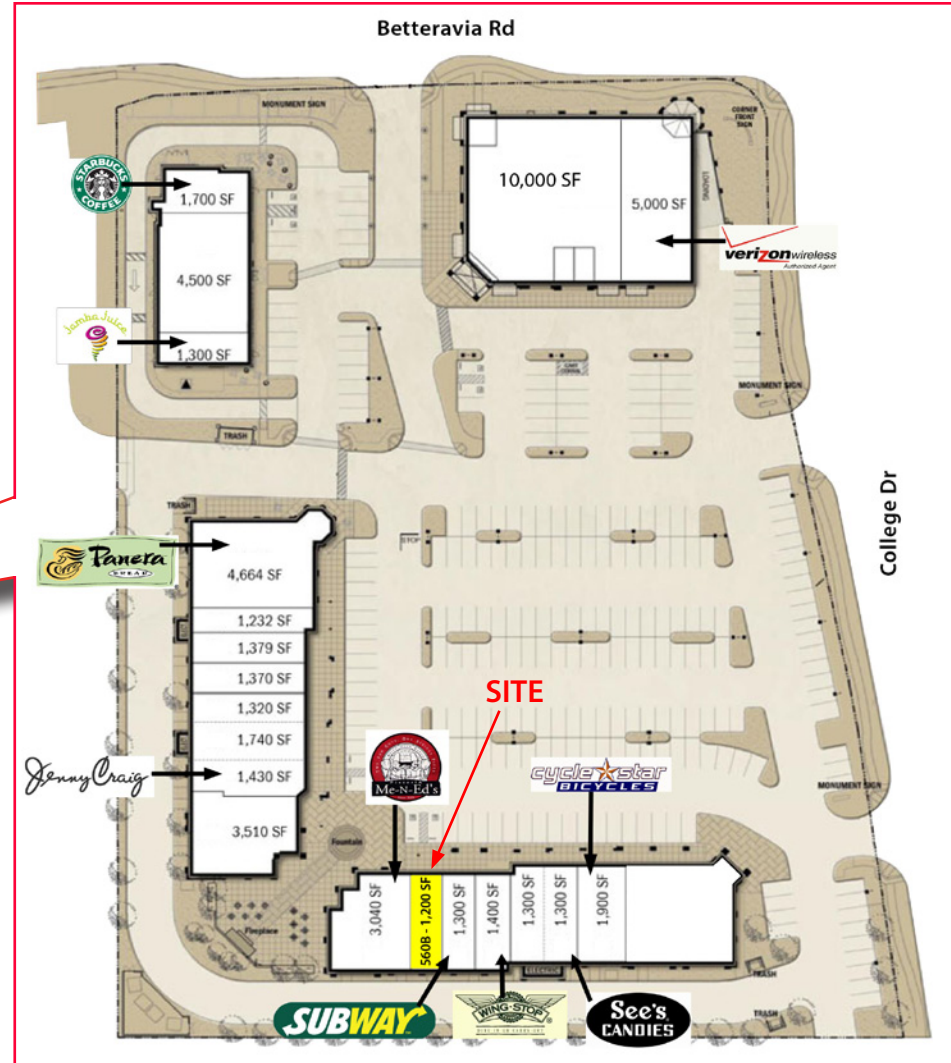 Betteravia Rd
MONUMENT SIGN
CORNER
FRONT
SIGN
STARBUCKS
COFFEE
1,700 SF
10,000 SF
5,000 SF
LOADING
verizonwireless
Authorized Agent
4,500 SF
Jamba Juice
1,300 SF
MONUMENT SIGN
TRASH
College Dr
TRASH
STOP
Panera
BREAD
4,664 SF
1,232 SF
1,379 SF
1,370 SF
1,320 SF
1,740 SF
Jenny Craig
1,430 SF
3,510 SF
SITE
Me-N-Ed's
cycle star
BICYCLES
MONUMENT SIGN
Fountain
Fireplace
3,040 SF
560B - 1,200 SF
1,300 SF
1,400 SF
1,300 SF
1,300 SF
1,900 SF
ELECTRIC
TRASH
TRASH
SUBWAY
WING-STOP
See's
CANDIES